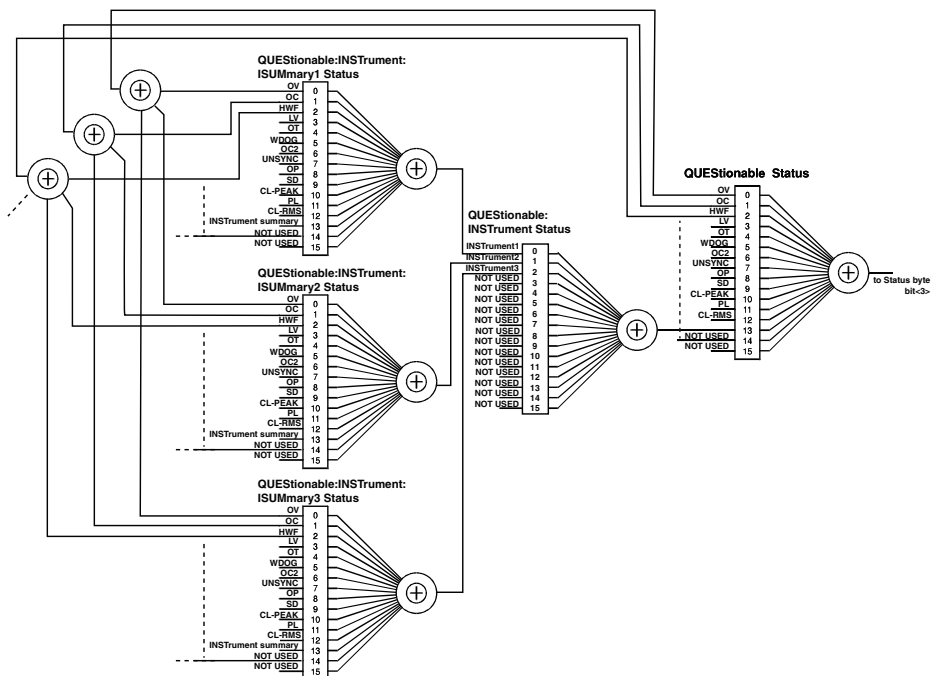 QUEStionable:INSTrument:
ISUMmary1 Status
OV 0
OC 1
HWF 2
LV 3
OT 4
WDOG 5
OC2 6
UNSYNC 7
OP 8
SD 9
CL-PEAK 10
PL 11
CL-RMS 12
INSTrument summary 13
NOT USED 14
NOT USED 15
QUEStionable:INSTrument:
ISUMmary2 Status
OV 0
OC 1
HWF 2
LV 3
OT 4
WDOG 5
OC2 6
UNSYNC 7
OP 8
SD 9
CL-PEAK 10
PL 11
CL-RMS 12
INSTrument summary 13
NOT USED 14
NOT USED 15
QUEStionable:INSTrument:
ISUMmary3 Status
OV 0
OC 1
HWF 2
LV 3
OT 4
WDOG 5
OC2 6
UNSYNC 7
OP 8
SD 9
CL-PEAK 10
PL 11
CL-RMS 12
INSTrument summary 13
NOT USED 14
NOT USED 15
QUEStionable:
INSTrument Status
INSTrument1 0
INSTrument2 1
INSTrument3 2
NOT USED 3
NOT USED 4
NOT USED 5
NOT USED 6
NOT USED 7
NOT USED 8
NOT USED 9
NOT USED 10
NOT USED 11
NOT USED 12
NOT USED 13
NOT USED 14
NOT USED 15
QUEStionable Status
OV 0
OC 1
HWF 2
LV 3
OT 4
WDOG 5
OC2 6
UNSYNC 7
OP 8
SD 9
CL-PEAK 10
PL 11
CL-RMS 12
13
NOT USED 14
NOT USED 15
to Status byte
bit<3>